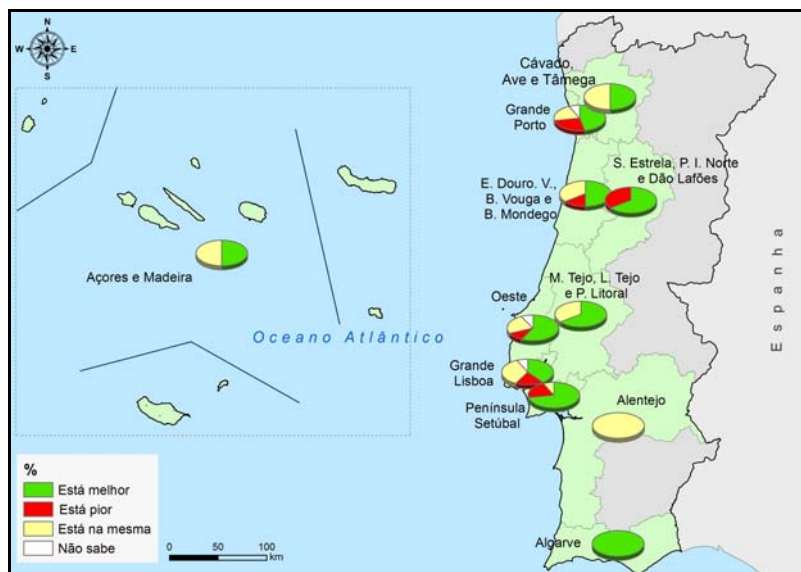 N
W E
S
Cávado,
Ave e Tâmega
Grande
Porto
S. Estrela, P. I. Norte
e Dão Lafões
E. Douro. V.,
B. Vouga e
B. Mondego
Açores e Madeira
M. Tejo, L. Tejo
e P. Litoral
Oeste
Oceano Atlântico
Espanha
Grande
Lisboa
Península
Setúbal
Alentejo
Algarve
%
Está melhor
Está pior
Está na mesma
Não sabe
0 50 100
km